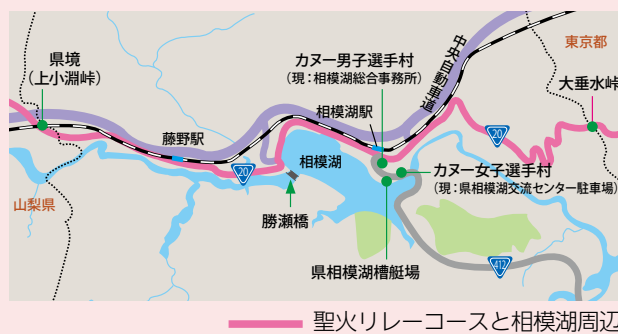 県境
（上小淵峠）
藤野駅
山梨県
20
勝瀬橋
相模湖
相模湖駅
カヌー男子選手村
（現：相模湖総合事務所）
中央自動車道
東京都
大垂水峠
20
カヌー女子選手村
（現：県相模湖交流センター駐車場）
県相模湖漕艇場
412
聖火リレーコースと相模湖周辺